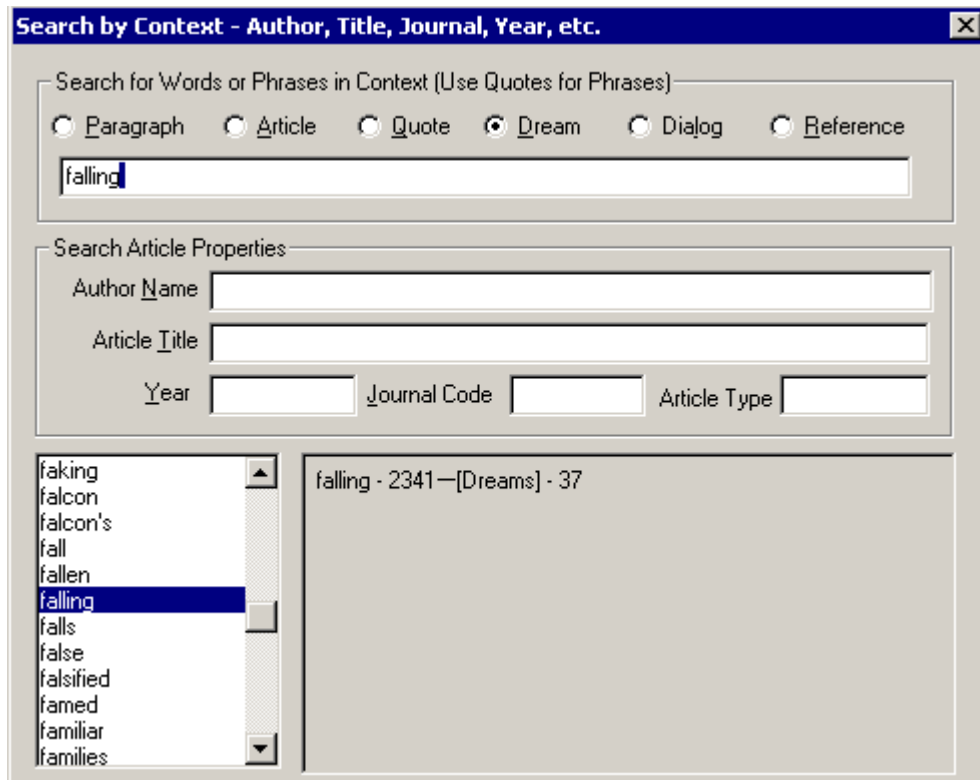 Search by Context - Author, Title, Journal, Year, etc.
Search for Words or Phrases in Context (Use Quotes for Phrases)
Paragraph Article Quote Dream Dialog Reference
falling
Search Article Properties
Author Name
Article Title
Year Journal Code Article Type
faking
falcon
falcon's
fall
fallen
falling
falls
false
falsified
famed
familiar
families
falling - 2341—[Dreams] - 37